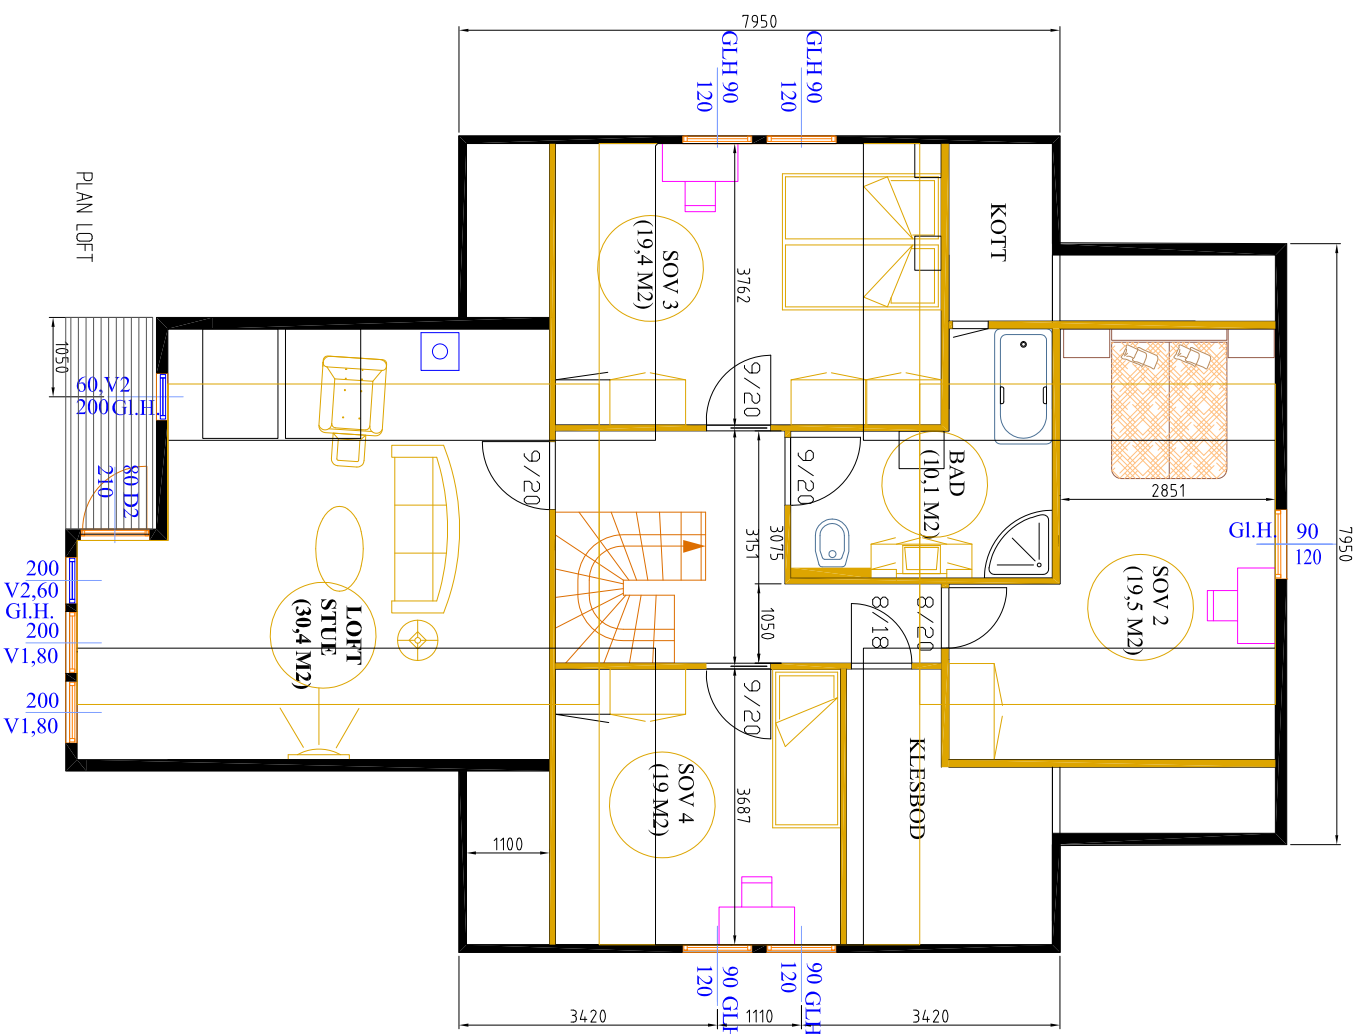 7950
GLH 90
120
GLH 90
120
PLAN LOFT
KOTT
SOV 3
(19,4 M2)
3762
9/20
1050
60,V2
200 Gl.H.
80 D2
210
9/20
9/20
BAD
(10,1 M2)
3075
3151
2851
Gl.H.
90
120
7950
SOV 2
(19,5 M2)
200
V2,60
Gl.H.
200
V1,80
200
V1,80
LOFT
STUE
(30,4 M2)
1050
8/18
8/20
9/20
SOV 4
(19 M2)
3687
KLESBOD
1100
90 GLH
120
90 GLH
120
3420
1110
3420